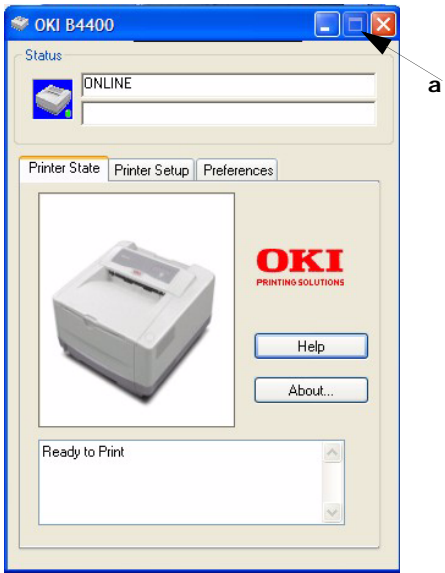 OKI B4400
a
Status
ONLINE
Printer State Printer Setup Preferences
OKI
PRINTING SOLUTIONS
Help
About...
Ready to Print